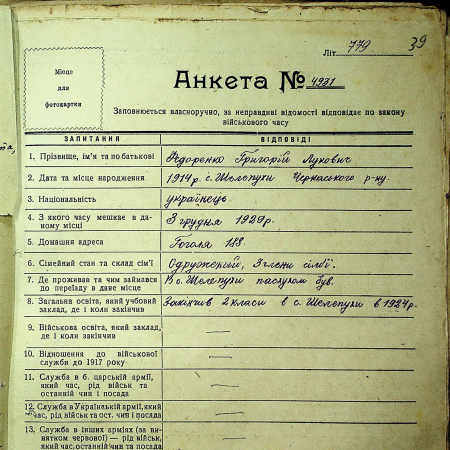 Літ 779 39
Місце
для
фотокартки
Анкета № 4931
Заповнюється власноручно, за неправдиві відомості відповідає по закону
військового часу
ЗАПИТАННЯ ВІДПОВІДІ
1. Прізвище, ім'я та по батькові Федоренко Григорій Лукович
2. Дата та місце народження 1914 р. с. Шелепухи Черкаського р-ну.
3. Національність українець
4. З якого часу мешкає в да-
ному місці З грудня 1929 р.
5. Домашня адреса Гоголя 188.
6. Сімейний стан та склад сім'ї Одружений, 3 члени сім'ї.
7. Де проживав та чим займався
до переїзду в дане місце В с. Шелепухи пастухом був.
8. Загальна освіта, який учбовий
заклад, де і коли закінчив Закінчив 2 класи в с. Шелепухи в 1924 р.
9. Військова освіта, який заклад,
де і коли закінчив —
10. Відношення до військової
служби до 1917 року —
11. Служба в б. царській армії,
який час, рід військ та
останній чин і посада —
12. Служба в Українській армії, який
час, рід військ та ост. чин і посада —
13. Служба в інших арміях (за ви-
нятком червоної) — рід військ,
який час, останній чин та посада —